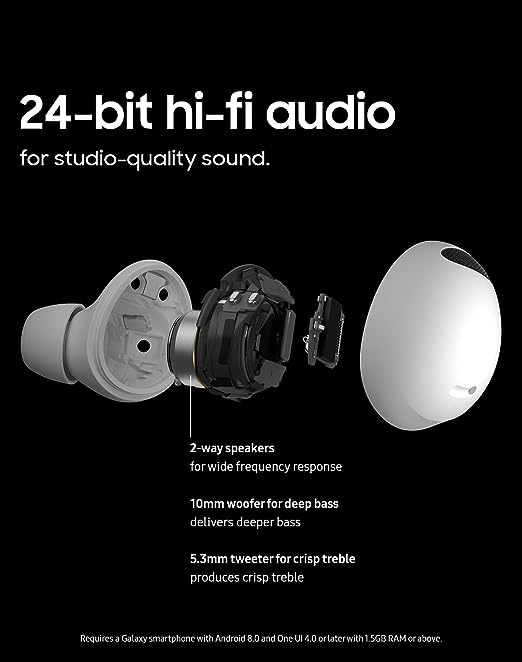 24-bit hi-fi audio
for studio-quality sound.
2-way speakers
for wide frequency response
10mm woofer for deep bass
delivers deeper bass
5.3mm tweeter for crisp treble
produces crisp treble
Requires a Galaxy smartphone with Android 8.0 and One UI 4.0 or later with 1.5GB RAM or above.